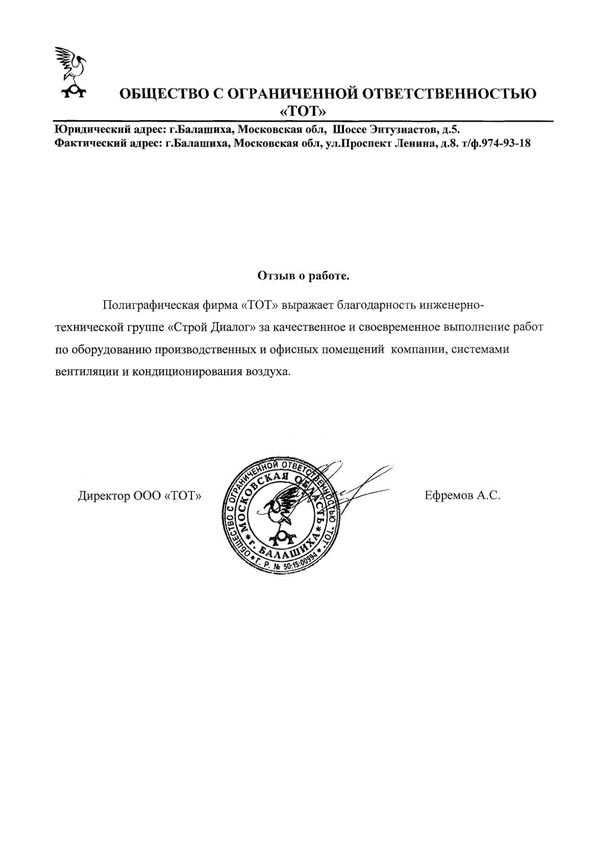 ТОТ
ОБЩЕСТВО С ОГРАНИЧЕННОЙ ОТВЕТСТВЕННОСТЬЮ
«ТОТ»
Юридический адрес: г.Балашиха, Московская обл, Шоссе Энтузиастов, д.5.
Фактический адрес: г.Балашиха, Московская обл, ул.Проспект Ленина, д.8. т/ф.974-93-18
Отзыв о работе.
Полиграфическая фирма «ТОТ» выражает благодарность инженерно-
технической группе «Строй Диалог» за качественное и своевременное выполнение работ
по оборудованию производственных и офисных помещений компании, системами
вентиляции и кондиционирования воздуха.
Директор ООО «ТОТ»
ОБЩЕСТВО С ОГРАНИЧЕННОЙ ОТВЕТСТВЕННОСТЬЮ "ТОТ"
* Г. Р. № 50:15:00994 *
МОСКОВСКАЯ ОБЛАСТЬ
* г. БАЛАШИХА *
ТОТ
Ефремов А.С.